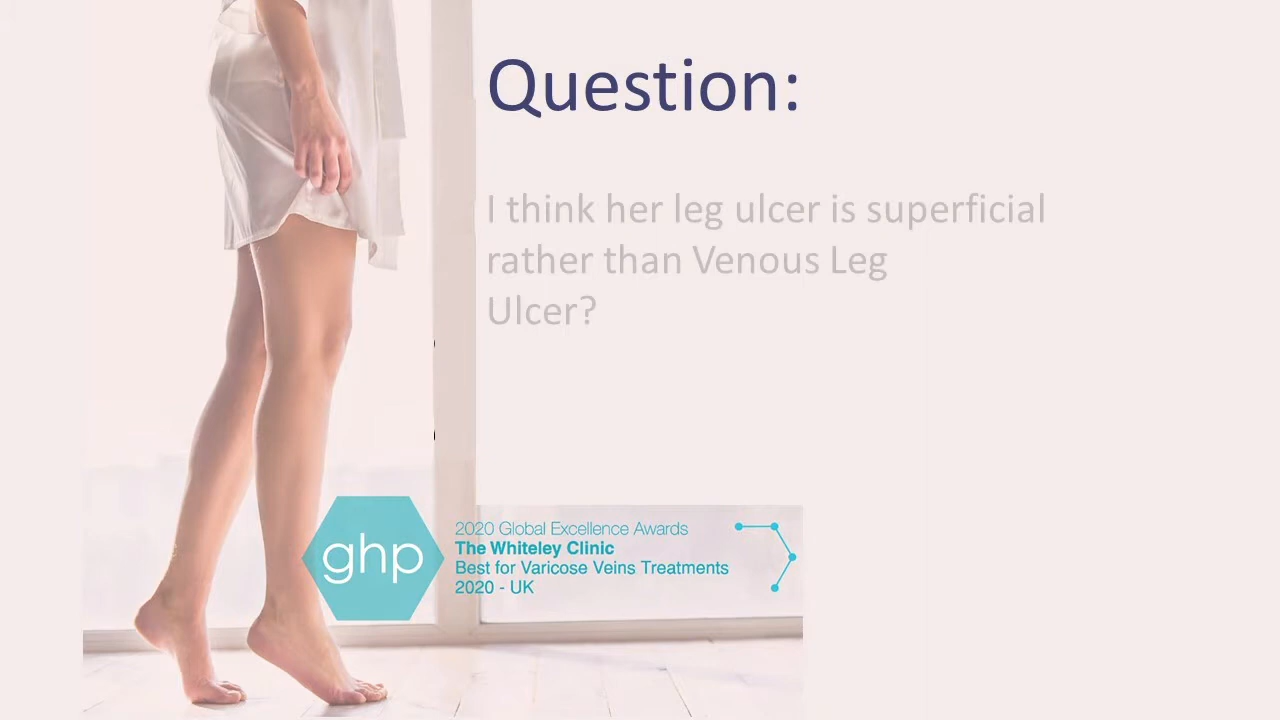 Question:
I think her leg ulcer is superficial
rather than Venous Leg
Ulcer?
ghp
2020 Global Excellence Awards
The Whiteley Clinic
Best for Varicose Veins Treatments
2020 - UK